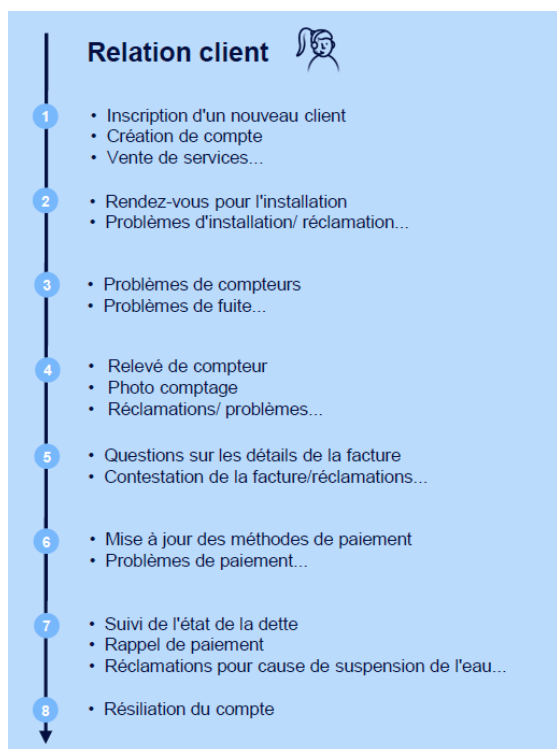 Relation client
1
• Inscription d'un nouveau client
• Création de compte
• Vente de services...
2
• Rendez-vous pour l'installation
• Problèmes d'installation/ réclamation...
3
• Problèmes de compteurs
• Problèmes de fuite...
4
• Relevé de compteur
• Photo comptage
• Réclamations/ problèmes...
5
• Questions sur les détails de la facture
• Contestation de la facture/réclamations...
6
• Mise à jour des méthodes de paiement
• Problèmes de paiement...
7
• Suivi de l'état de la dette
• Rappel de paiement
• Réclamations pour cause de suspension de l'eau...
8
• Résiliation du compte